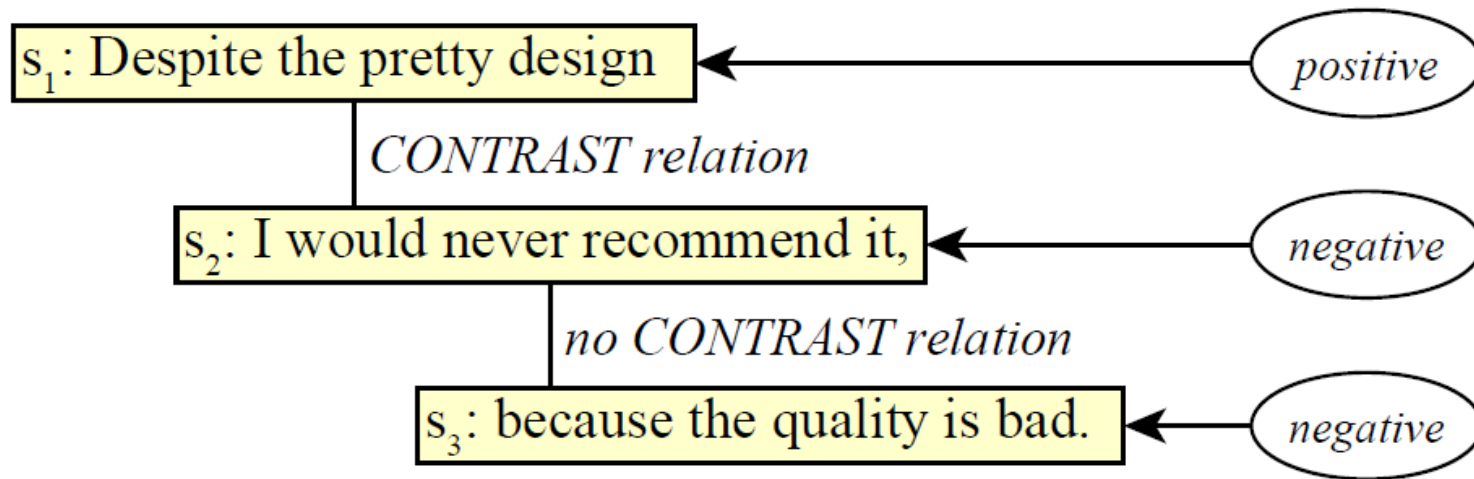 s₁: Despite the pretty design
positive
CONTRAST relation
s₂: I would never recommend it,
negative
no CONTRAST relation
s₃: because the quality is bad.
negative